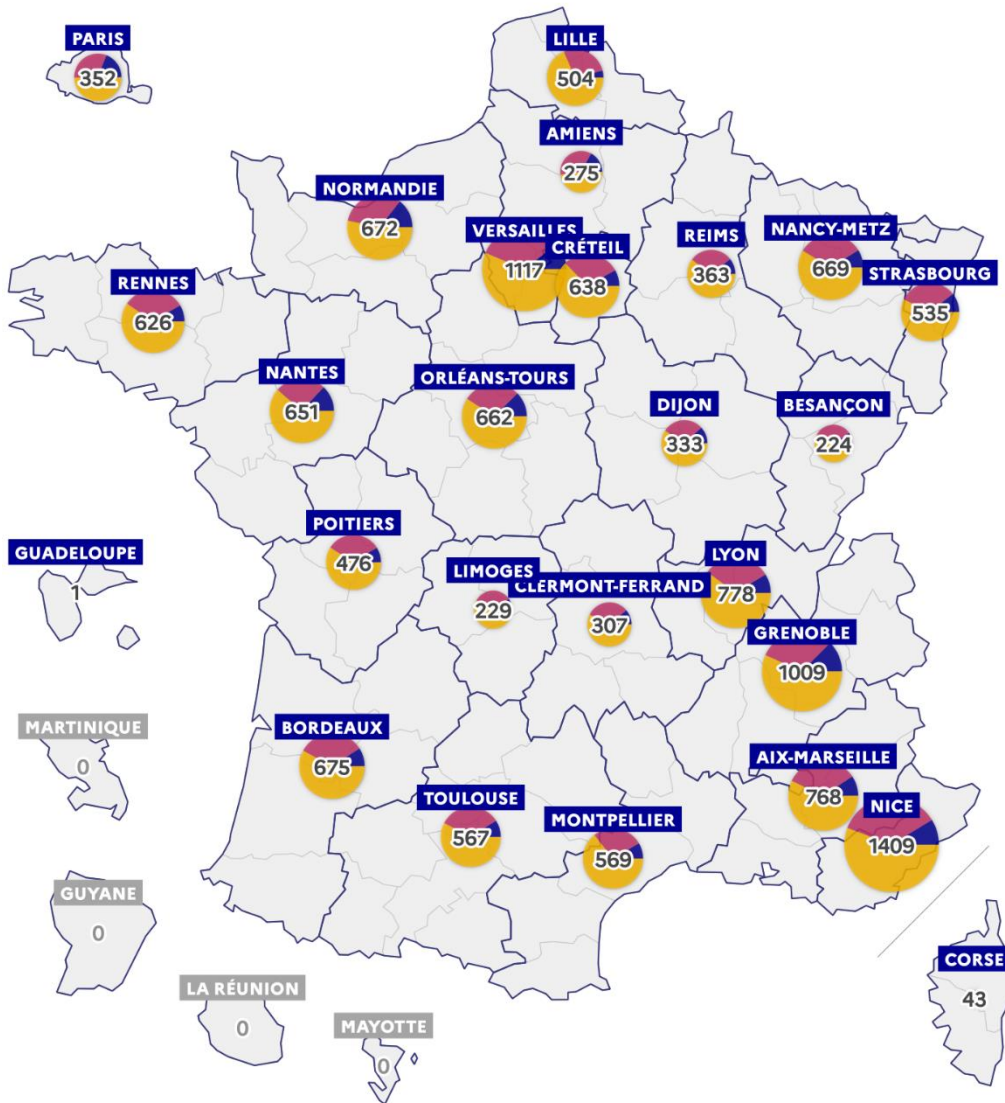 PARIS
352
LILLE
504
AMIENS
275
NORMANDIE
672
VERSAILLES
1117
CRÉTEIL
638
REIMS
363
NANCY-METZ
669
STRASBOURG
535
RENNES
626
NANTES
651
ORLÉANS-TOURS
662
DIJON
333
BESANÇON
224
POITIERS
476
GUADELOUPE
1
LIMOGES
229
CLERMONT-FERRAND
307
LYON
778
GRENOBLE
1009
MARTINIQUE
0
BORDEAUX
675
AIX-MARSEILLE
768
TOULOUSE
567
MONTPELLIER
569
NICE
1409
GUYANE
0
LA RÉUNION
0
MAYOTTE
0
CORSE
43